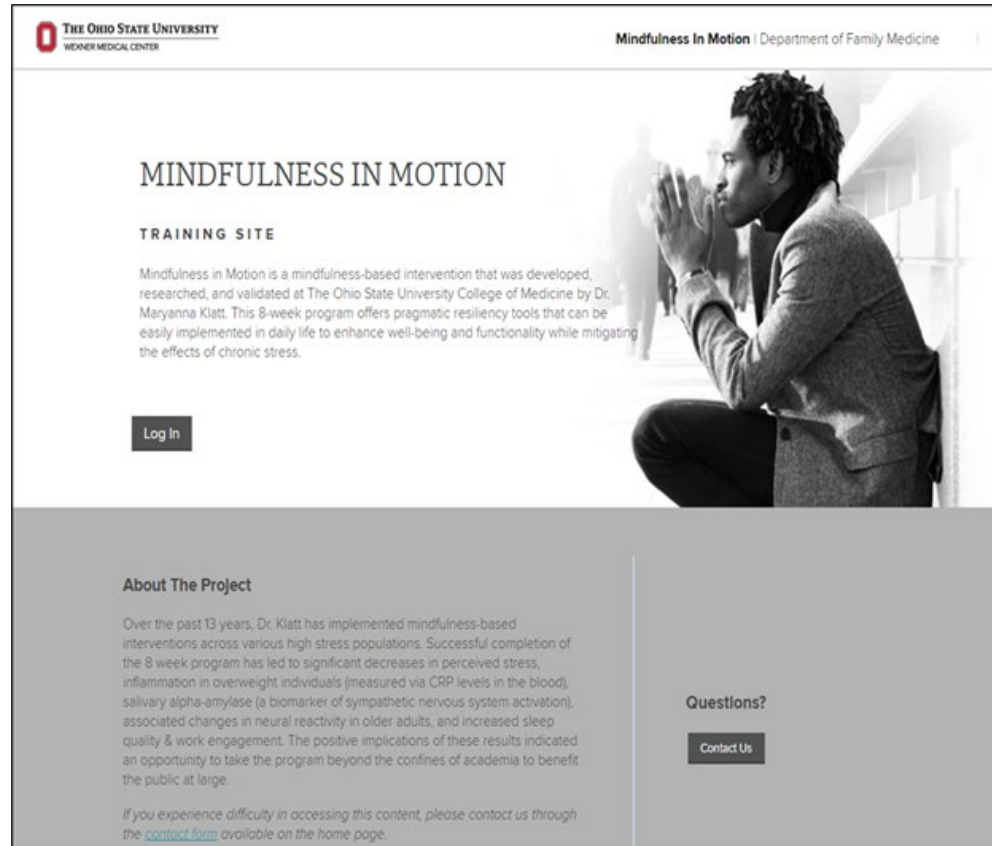 THE OHIO STATE UNIVERSITY
WEXNER MEDICAL CENTER
Mindfulness In Motion | Department of Family Medicine
MINDFULNESS IN MOTION
TRAINING SITE
Mindfulness in Motion is a mindfulness-based intervention that was developed,
researched, and validated at The Ohio State University College of Medicine by Dr.
Maryanna Klatt. This 8-week program offers pragmatic resiliency tools that can be
easily implemented in daily life to enhance well-being and functionality while mitigating
the effects of chronic stress.
Log In
About The Project
Over the past 13 years, Dr. Klatt has implemented mindfulness-based
interventions across various high stress populations. Successful completion of
the 8 week program has led to significant decreases in perceived stress,
inflammation in overweight individuals (measured via CRP levels in the blood),
salivary alpha-amylase (a biomarker of sympathetic nervous system activation),
associated changes in neural reactivity in older adults, and increased sleep
quality & work engagement. The positive implications of these results indicated
an opportunity to take the program beyond the confines of academia to benefit
the public at large.
If you experience difficulty in accessing this content, please contact us through
the contact form available on the home page.
Questions?
Contact Us